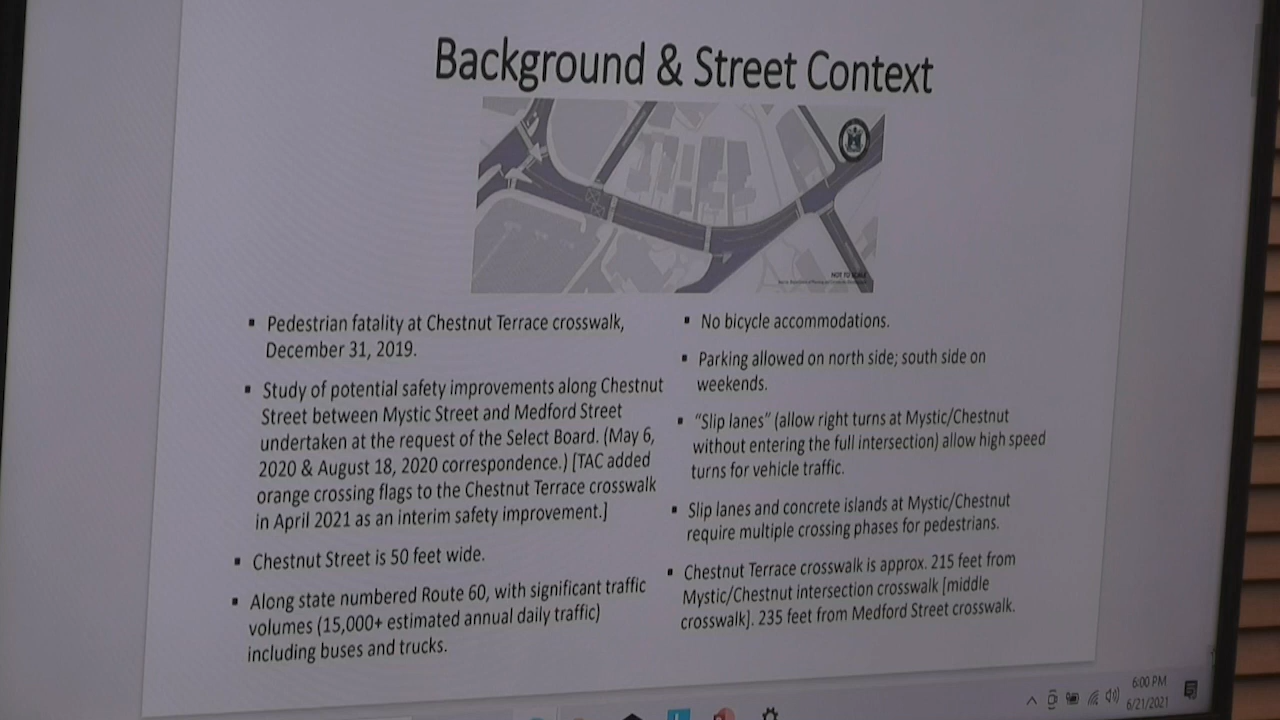 Background & Street Context
NOT TO SCALE
▪ Pedestrian fatality at Chestnut Terrace crosswalk,
December 31, 2019.
▪ Study of potential safety improvements along Chestnut
Street between Mystic Street and Medford Street
undertaken at the request of the Select Board. (May 6,
2020 & August 18, 2020 correspondence.) [TAC added
orange crossing flags to the Chestnut Terrace crosswalk
in April 2021 as an interim safety improvement.]
▪ Chestnut Street is 50 feet wide.
▪ Along state numbered Route 60, with significant traffic
volumes (15,000+ estimated annual daily traffic)
including buses and trucks.
▪ No bicycle accommodations.
▪ Parking allowed on north side; south side on
weekends.
▪ “Slip lanes” (allow right turns at Mystic/Chestnut
without entering the full intersection) allow high speed
turns for vehicle traffic.
▪ Slip lanes and concrete islands at Mystic/Chestnut
require multiple crossing phases for pedestrians.
▪ Chestnut Terrace crosswalk is approx. 215 feet from
Mystic/Chestnut intersection crosswalk [middle
crosswalk]. 235 feet from Medford Street crosswalk.
6:00 PM
6/21/2021